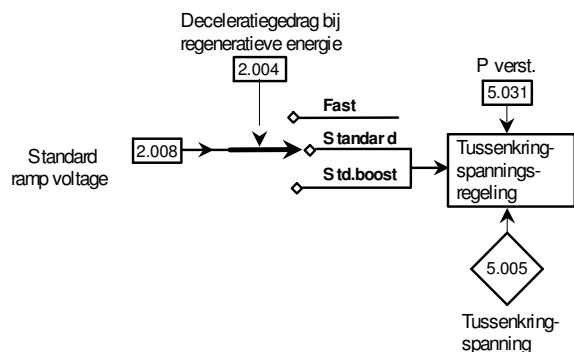 Deceleratiegedrag bij
regeneratieve energie
2.004
P verst.
5.031
Fast
Standard
Std.boost
Standard
ramp voltage
2.008
Tussenkring-
spannings-
regeling
5.005
Tussenkring-
spanning